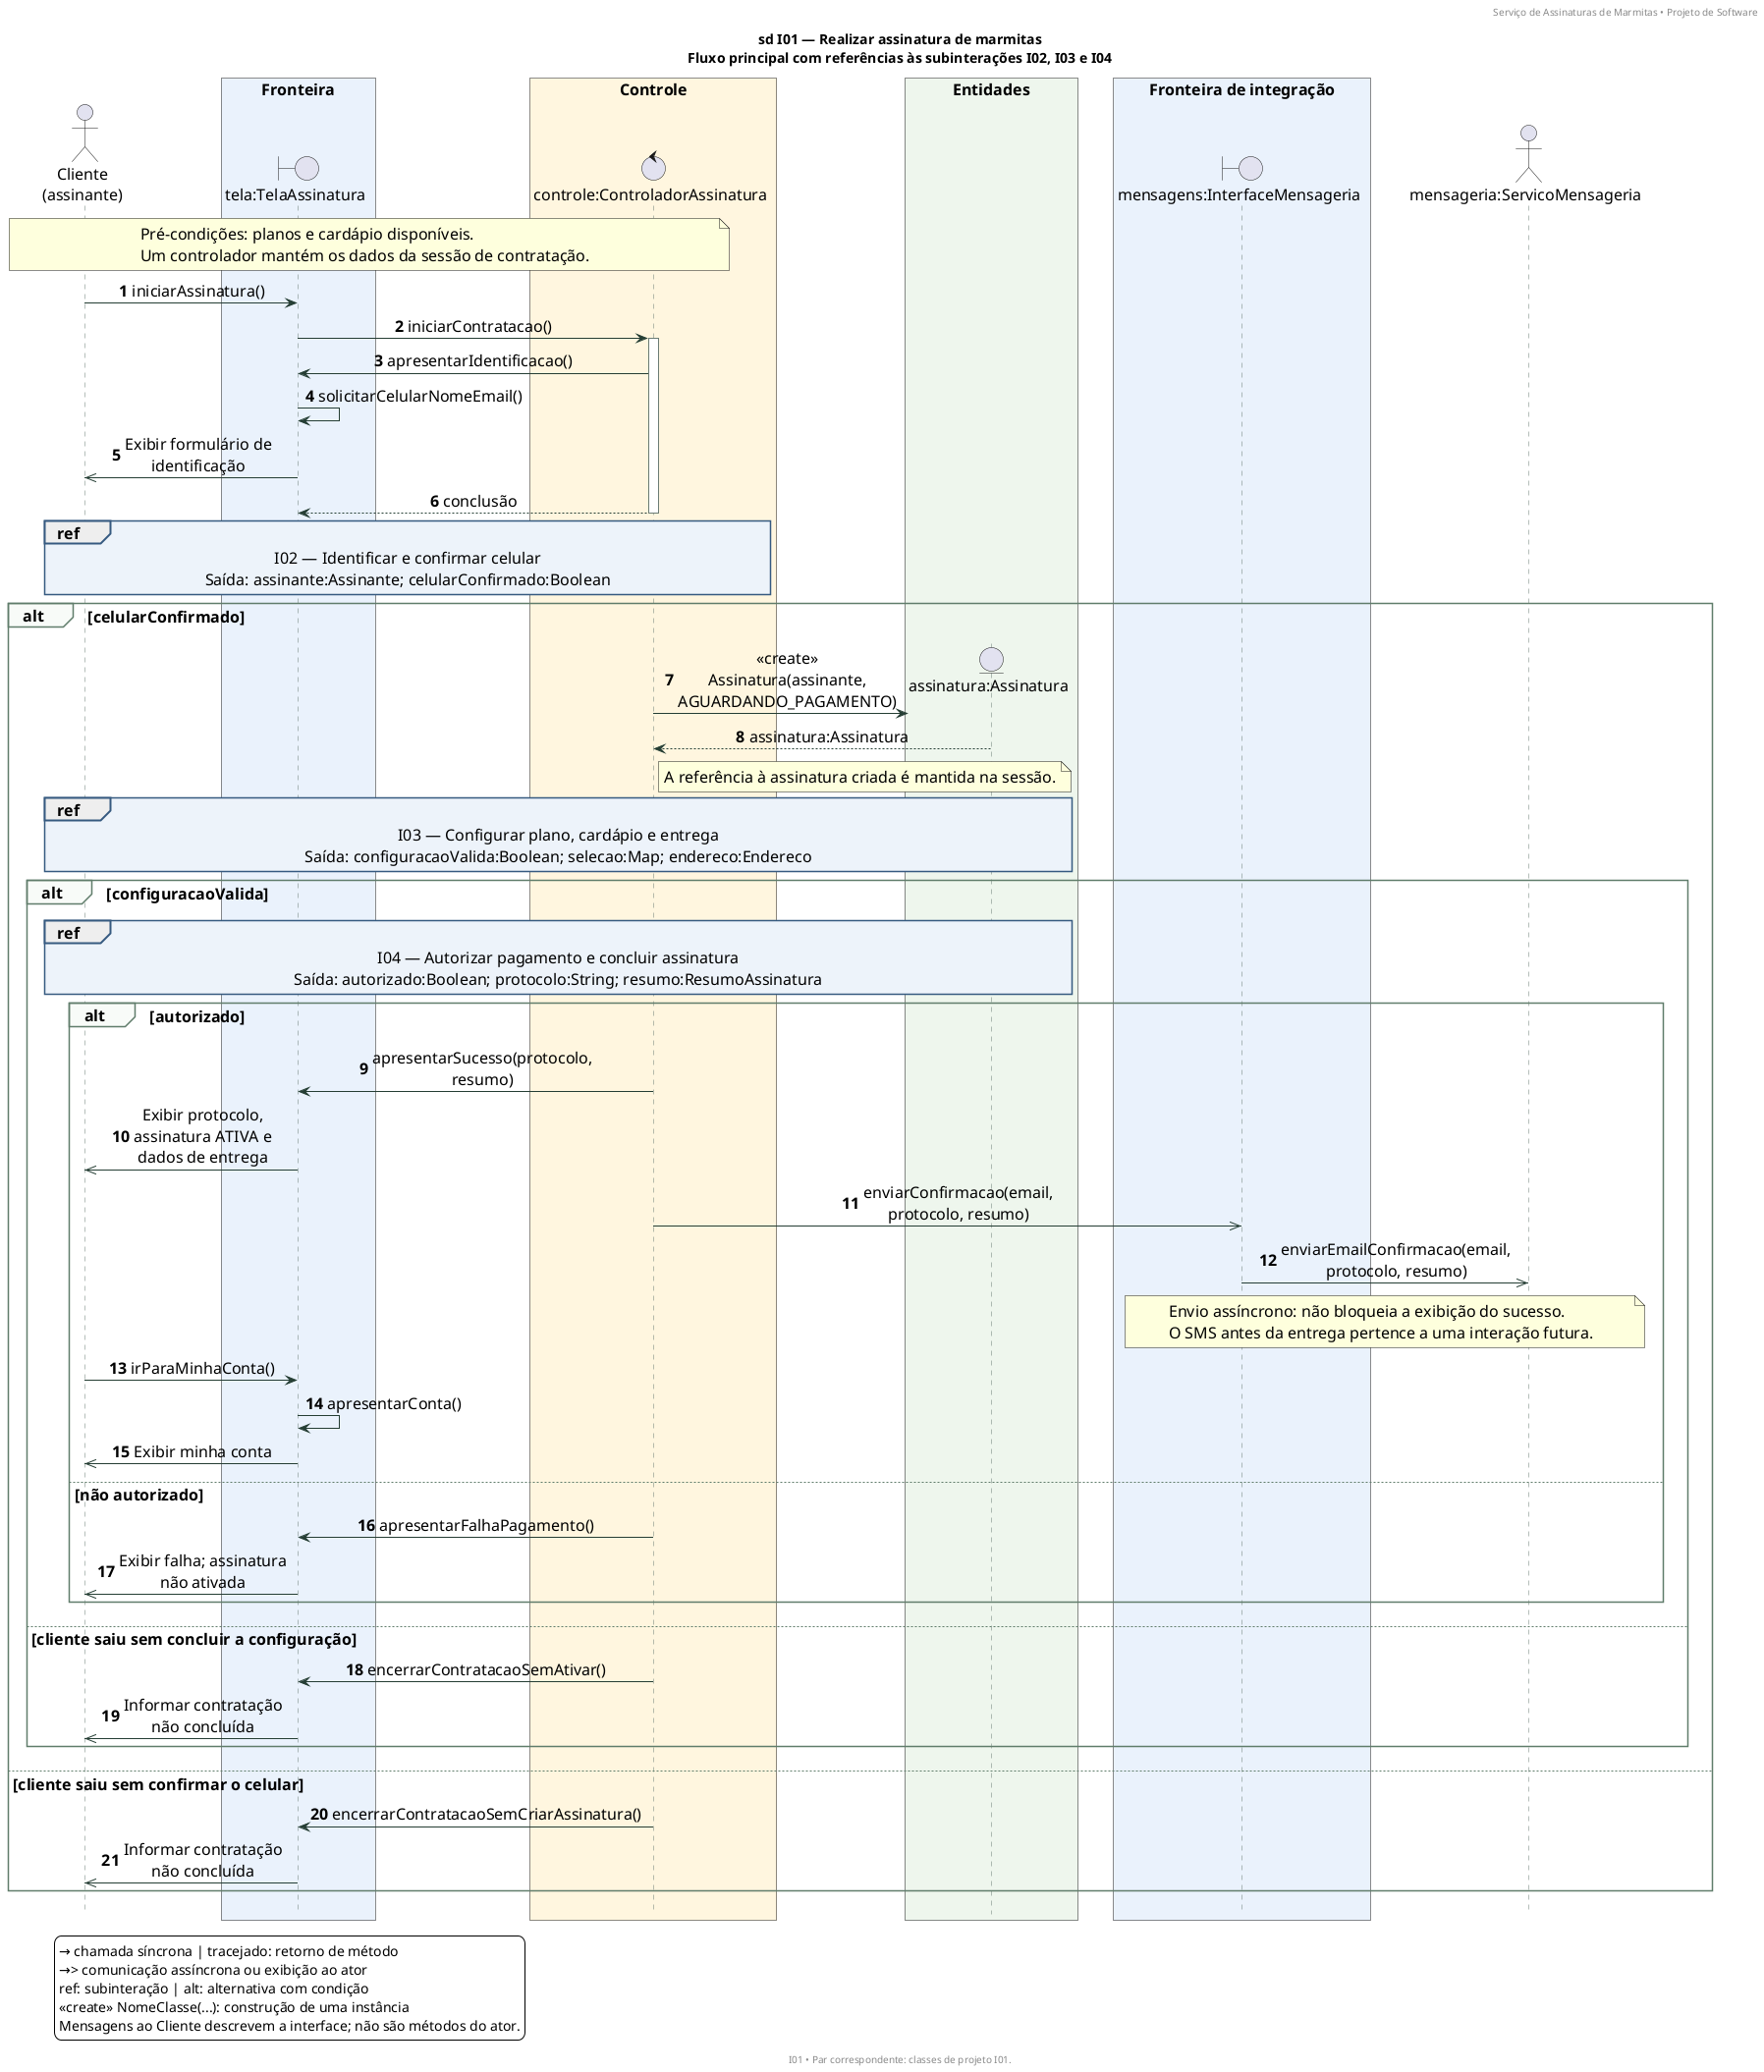 Serviço de Assinaturas de Marmitas • Projeto de Software
sd I01 — Realizar assinatura de marmitas
Fluxo principal com referências às subinterações I02, I03 e I04
Fronteira
Controle
Entidades
Fronteira de integração
Cliente
(assinante)
tela:TelaAssinatura
controle:ControladorAssinatura
mensagens:InterfaceMensageria
mensageria:ServicoMensageria
Pré-condições: planos e cardápio disponíveis.
Um controlador mantém os dados da sessão de contratação.
1 iniciarAssinatura()
2 iniciarContratacao()
3 apresentarIdentificacao()
4 solicitarCelularNomeEmail()
5 Exibir formulário de
identificação
6 conclusão
ref
I02 — Identificar e confirmar celular
Saída: assinante:Assinante; celularConfirmado:Boolean
alt [celularConfirmado]
7 «create»
Assinatura(assinante,
AGUARDANDO_PAGAMENTO)
assinatura:Assinatura
8 assinatura:Assinatura
A referência à assinatura criada é mantida na sessão.
ref
I03 — Configurar plano, cardápio e entrega
Saída: configuracaoValida:Boolean; selecao:Map; endereco:Endereco
alt [configuracaoValida]
ref
I04 — Autorizar pagamento e concluir assinatura
Saída: autorizado:Boolean; protocolo:String; resumo:ResumoAssinatura
alt [autorizado]
9 apresentarSucesso(protocolo,
resumo)
10 Exibir protocolo,
assinatura ATIVA e
dados de entrega
11 enviarConfirmacao(email,
protocolo, resumo)
12 enviarEmailConfirmacao(email,
protocolo, resumo)
Envio assíncrono: não bloqueia a exibição do sucesso.
O SMS antes da entrega pertence a uma interação futura.
13 irParaMinhaConta()
14 apresentarConta()
15 Exibir minha conta
[não autorizado]
16 apresentarFalhaPagamento()
17 Exibir falha; assinatura
não ativada
[cliente saiu sem concluir a configuração]
18 encerrarContratacaoSemAtivar()
19 Informar contratação
não concluída
[cliente saiu sem confirmar o celular]
20 encerrarContratacaoSemCriarAssinatura()
21 Informar contratação
não concluída
→ chamada síncrona | tracejado: retorno de método
→> comunicação assíncrona ou exibição ao ator
ref: subinteração | alt: alternativa com condição
«create» NomeClasse(...): construção de uma instância
Mensagens ao Cliente descrevem a interface; não são métodos do ator.
I01 • Par correspondente: classes de projeto I01.